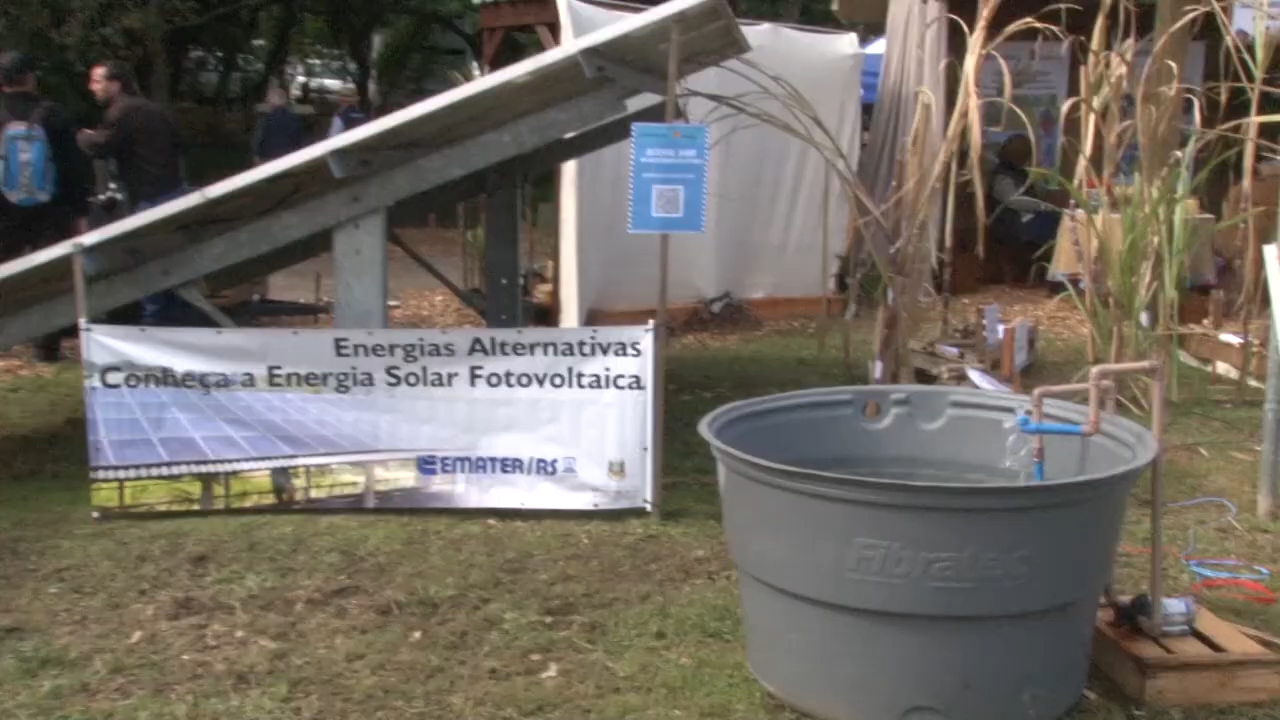 Energias Alternativas
Conheça a Energia Solar Fotovoltaica
EMATER/RS
Fibratec